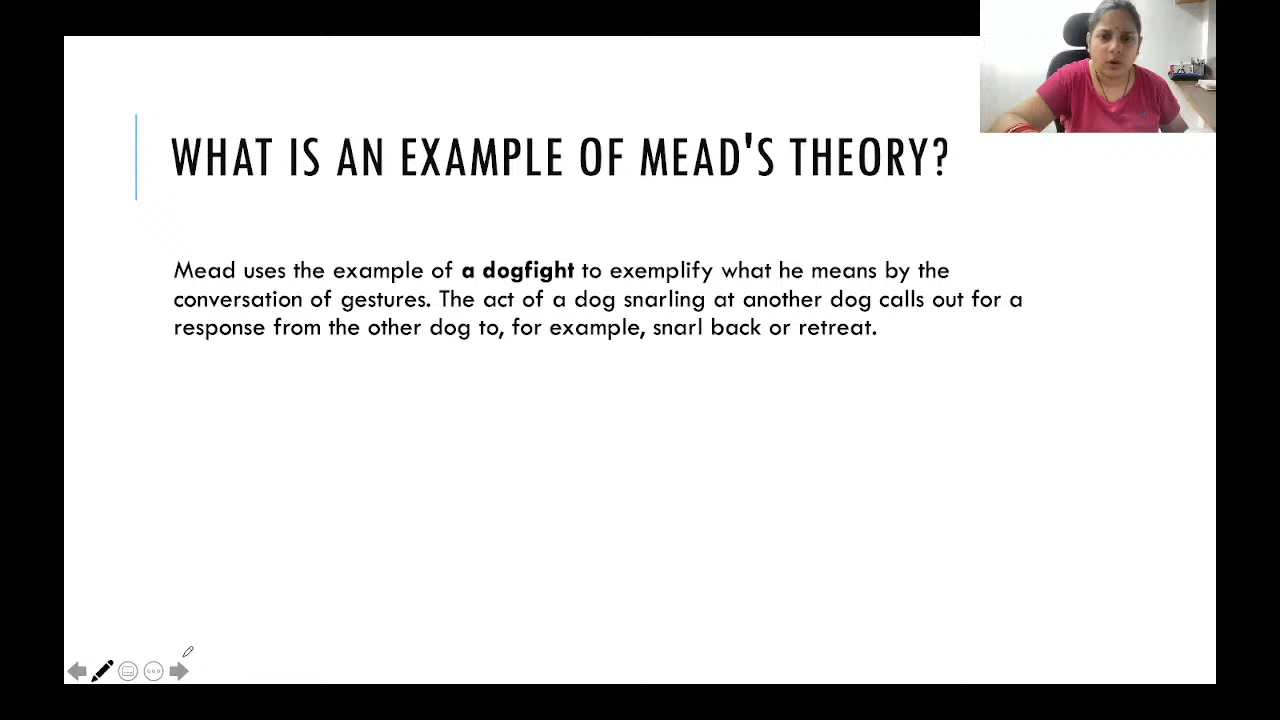 WHAT IS AN EXAMPLE OF MEAD'S THEORY?
Mead uses the example of a dogfight to exemplify what he means by the
conversation of gestures. The act of a dog snarling at another dog calls out for a
response from the other dog to, for example, snarl back or retreat.